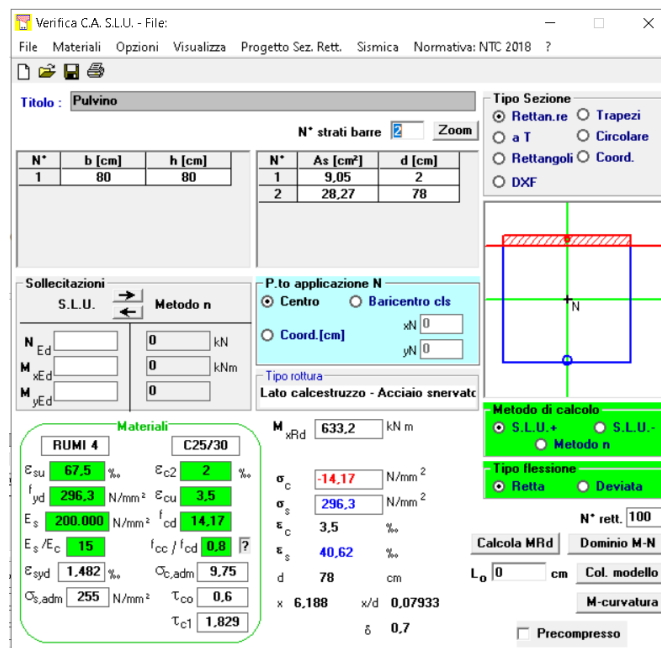 Verifica C.A. S.L.U. - File:
File Materiali Opzioni Visualizza Progetto Sez. Rett. Sismica Normativa: NTC 2018 ?
Titolo : Pulvino
N° strati barre 2 Zoom
N° b [cm] h [cm]
1 80 80
N° As [cm²] d [cm]
1 9,05 2
2 28,27 78
Tipo Sezione
Rettan.re Trapezi
a T Circolare
Rettangoli Coord.
DXF
N
Sollecitazioni
S.L.U. Metodo n
N Ed 0 kN
M xEd 0 kNm
M yEd 0
P.to applicazione N
Centro Baricentro cls
Coord.[cm] xN 0
yN 0
Tipo rottura
Lato calcestruzzo - Acciaio snervato
Materiali
RUMI 4 C25/30
εsu 67,5 ‰ εc2 2 ‰
fyd 296,3 N/mm² εcu 3,5
Es 200.000 N/mm² fcd 14,17
Es/Ec 15 fcc/fcd 0,8 ?
εsyd 1,482 ‰ σc,adm 9,75
σs,adm 255 N/mm² τco 0,6
τc1 1,829
M xRd 633,2 kN m
σc -14,17 N/mm²
σs 296,3 N/mm²
εc 3,5 ‰
εs 40,62 ‰
d 78 cm
x 6,188 x/d 0,07933
δ 0,7
Metodo di calcolo
S.L.U.+ S.L.U.-
Metodo n
Tipo flessione
Retta Deviata
N° rett. 100
Calcola MRd Dominio M-N
Lo 0 cm Col. modello
M-curvatura
Precompresso